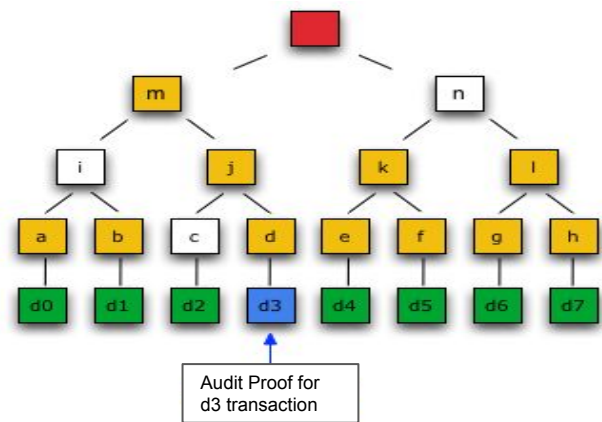 m n
i j k l
a b c d e f g h
d0 d1 d2 d3 d4 d5 d6 d7
Audit Proof for
d3 transaction